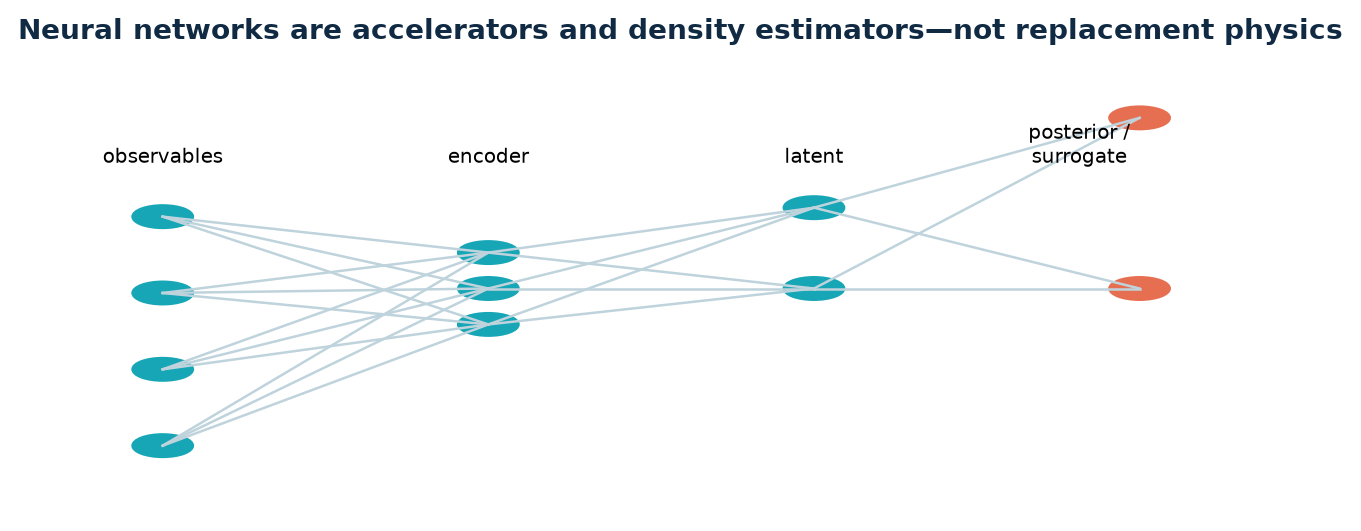 Neural networks are accelerators and density estimators—not replacement physics
observables
encoder
latent
posterior /
surrogate